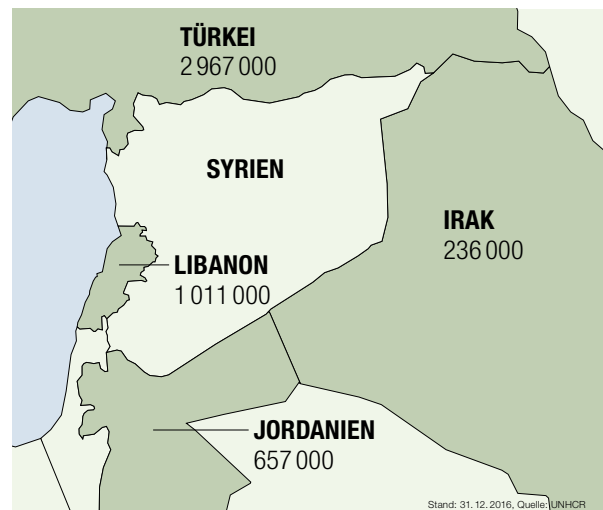 TÜRKEI
2 967 000
SYRIEN
IRAK
236 000
LIBANON
1 011 000
JORDANIEN
657 000
Stand: 31. 12. 2016, Quelle: UNHCR